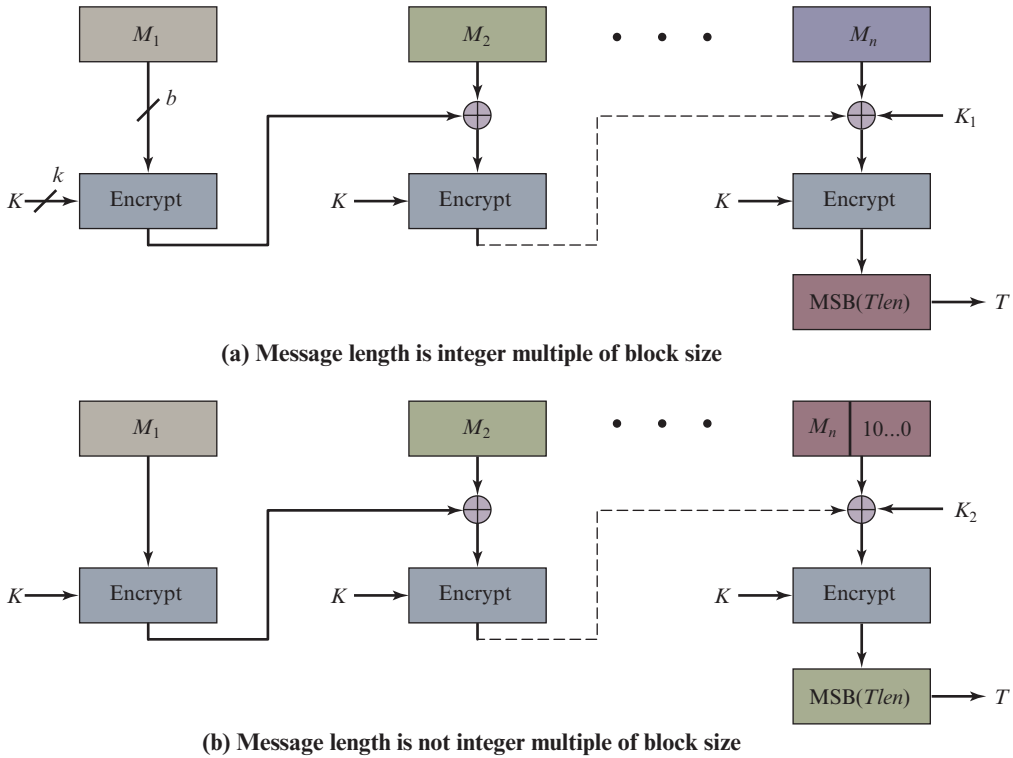 M₁
M₂
Mₙ
b
K₁
k
K
Encrypt
K
Encrypt
K
Encrypt
MSB(Tlen)
T
(a) Message length is integer multiple of block size
M₁
M₂
Mₙ 10...0
K₂
K
Encrypt
K
Encrypt
K
Encrypt
MSB(Tlen)
T
(b) Message length is not integer multiple of block size